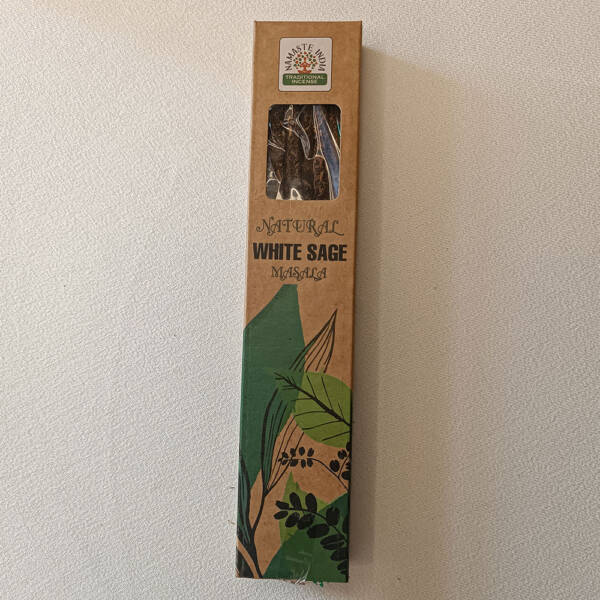 NAMASTE INDIA
TRADITIONAL
INCENSE
NATURAL
WHITE SAGE
MASALA